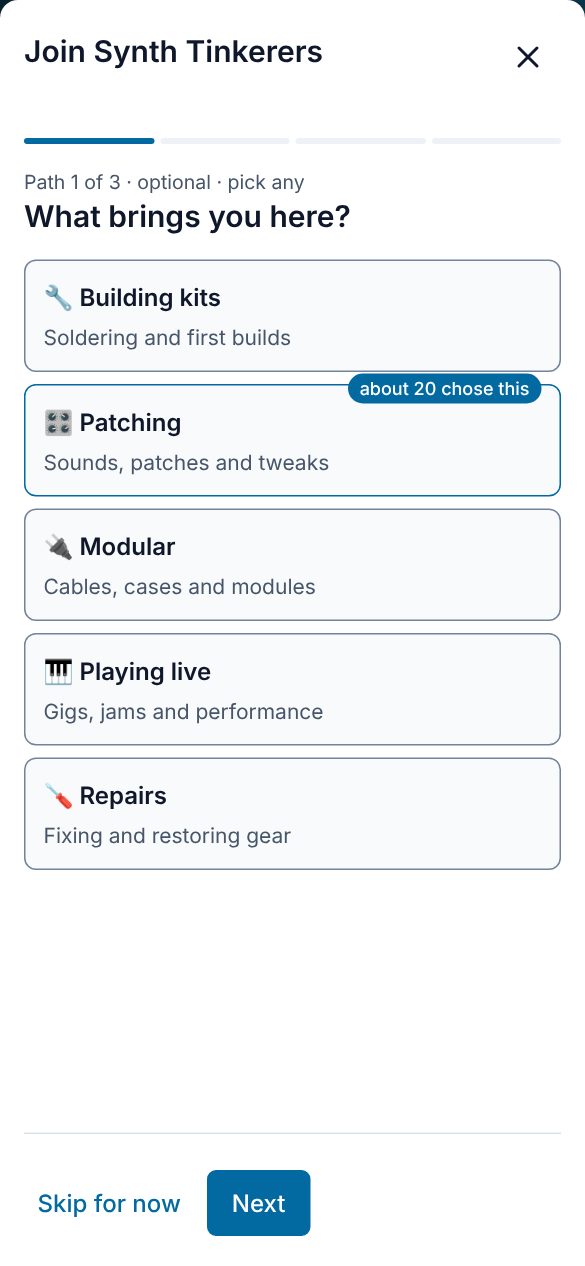 Join Synth Tinkerers
Path 1 of 3 · optional · pick any
What brings you here?
🔧 Building kits
Soldering and first builds
about 20 chose this
🎛️ Patching
Sounds, patches and tweaks
🔌 Modular
Cables, cases and modules
🎹 Playing live
Gigs, jams and performance
🪛 Repairs
Fixing and restoring gear
Skip for now
Next